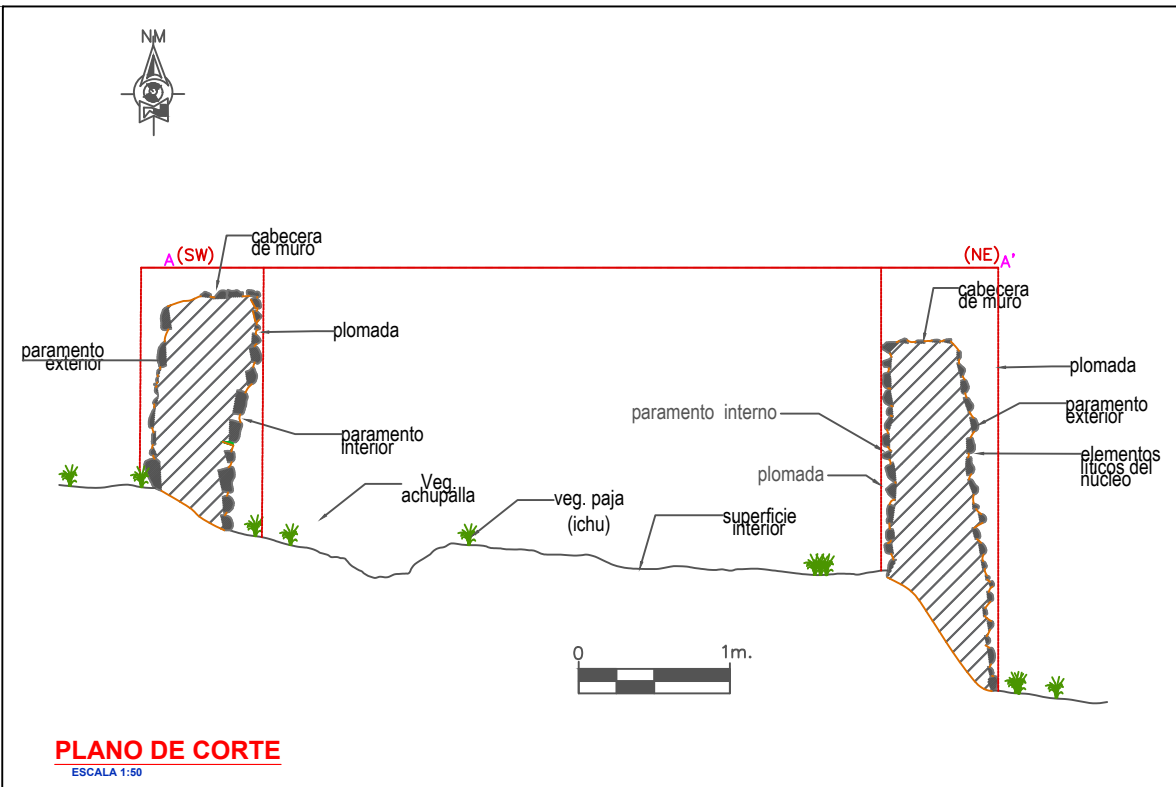 NM
cabecera
de muro
A (SW)
(NE) A'
cabecera
de muro
plomada
paramento
exterior
plomada
paramento
exterior
paramento interno
paramento
interior
elementos
líticos del
núcleo
plomada
Veg.
achupalla
veg. paja
(ichu)
superficie
interior
0
1m.
PLANO DE CORTE
ESCALA 1:50